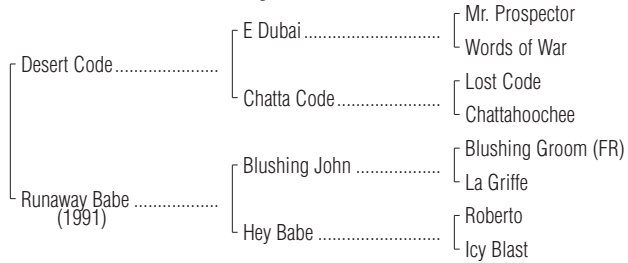 Mr. Prospector
E Dubai
Words of War
Desert Code
Lost Code
Chatta Code
Chattahoochee
Blushing Groom (FR)
Blushing John
La Griffe
Runaway Babe
(1991)
Roberto
Hey Babe
Icy Blast